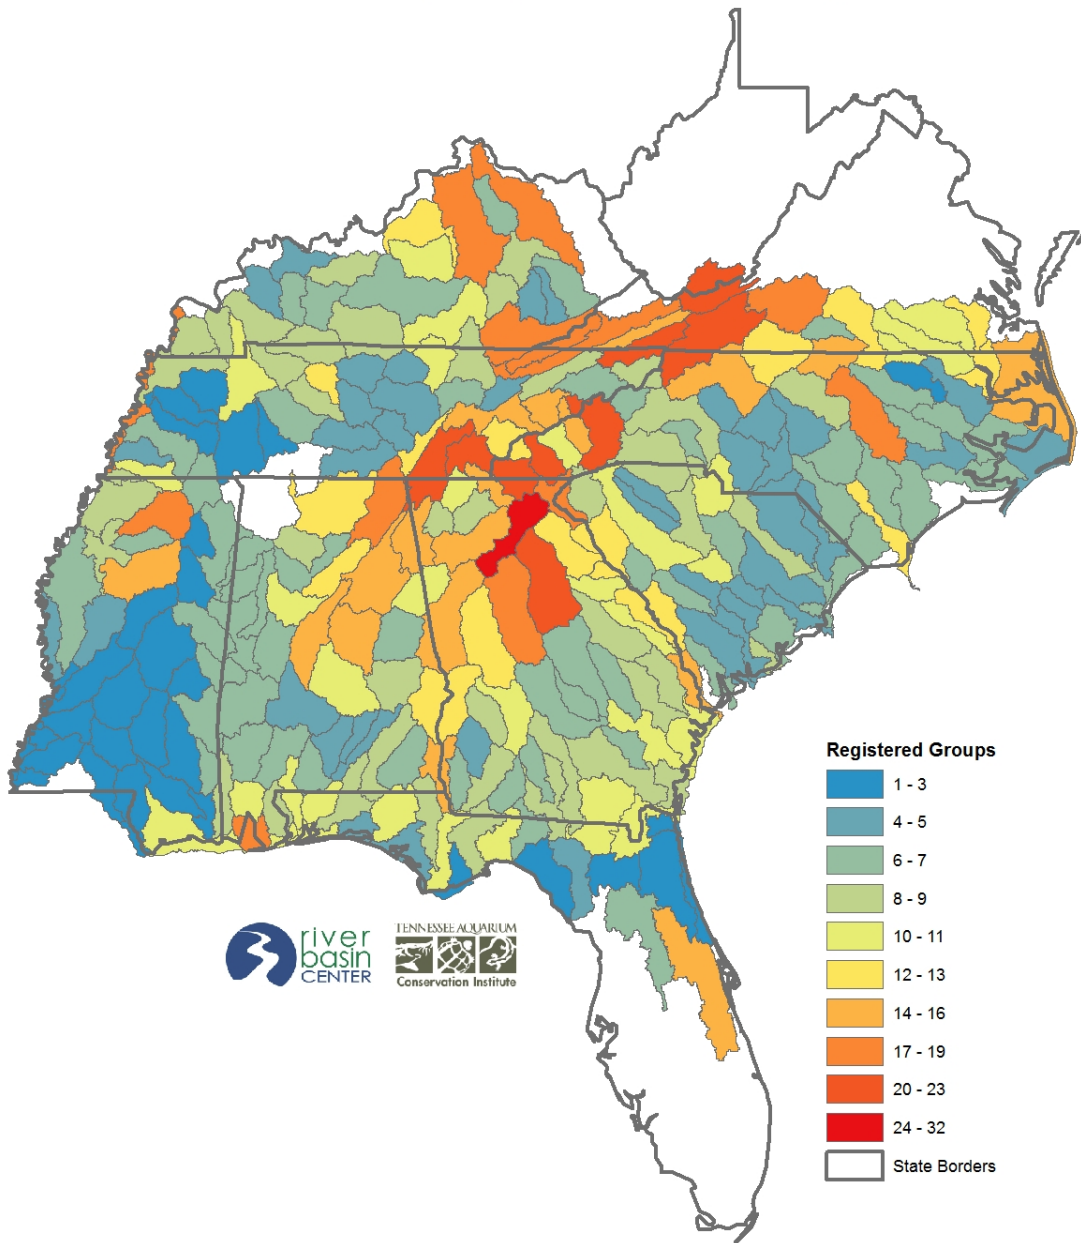 Registered Groups
1 - 3
4 - 5
6 - 7
8 - 9
10 - 11
12 - 13
14 - 16
17 - 19
20 - 23
24 - 32
State Borders
river
basin
CENTER
TENNESSEE AQUARIUM
Conservation Institute